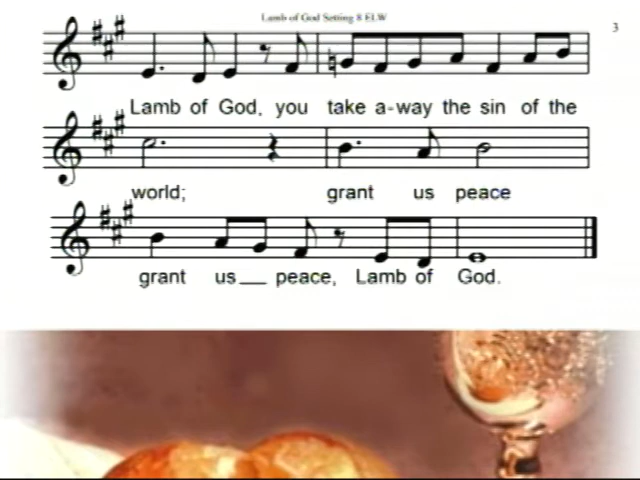 Lamb of God Setting 8 ELW
3
Lamb of God, you take a-way the sin of the
world; grant us peace
grant us__ peace, Lamb of God.